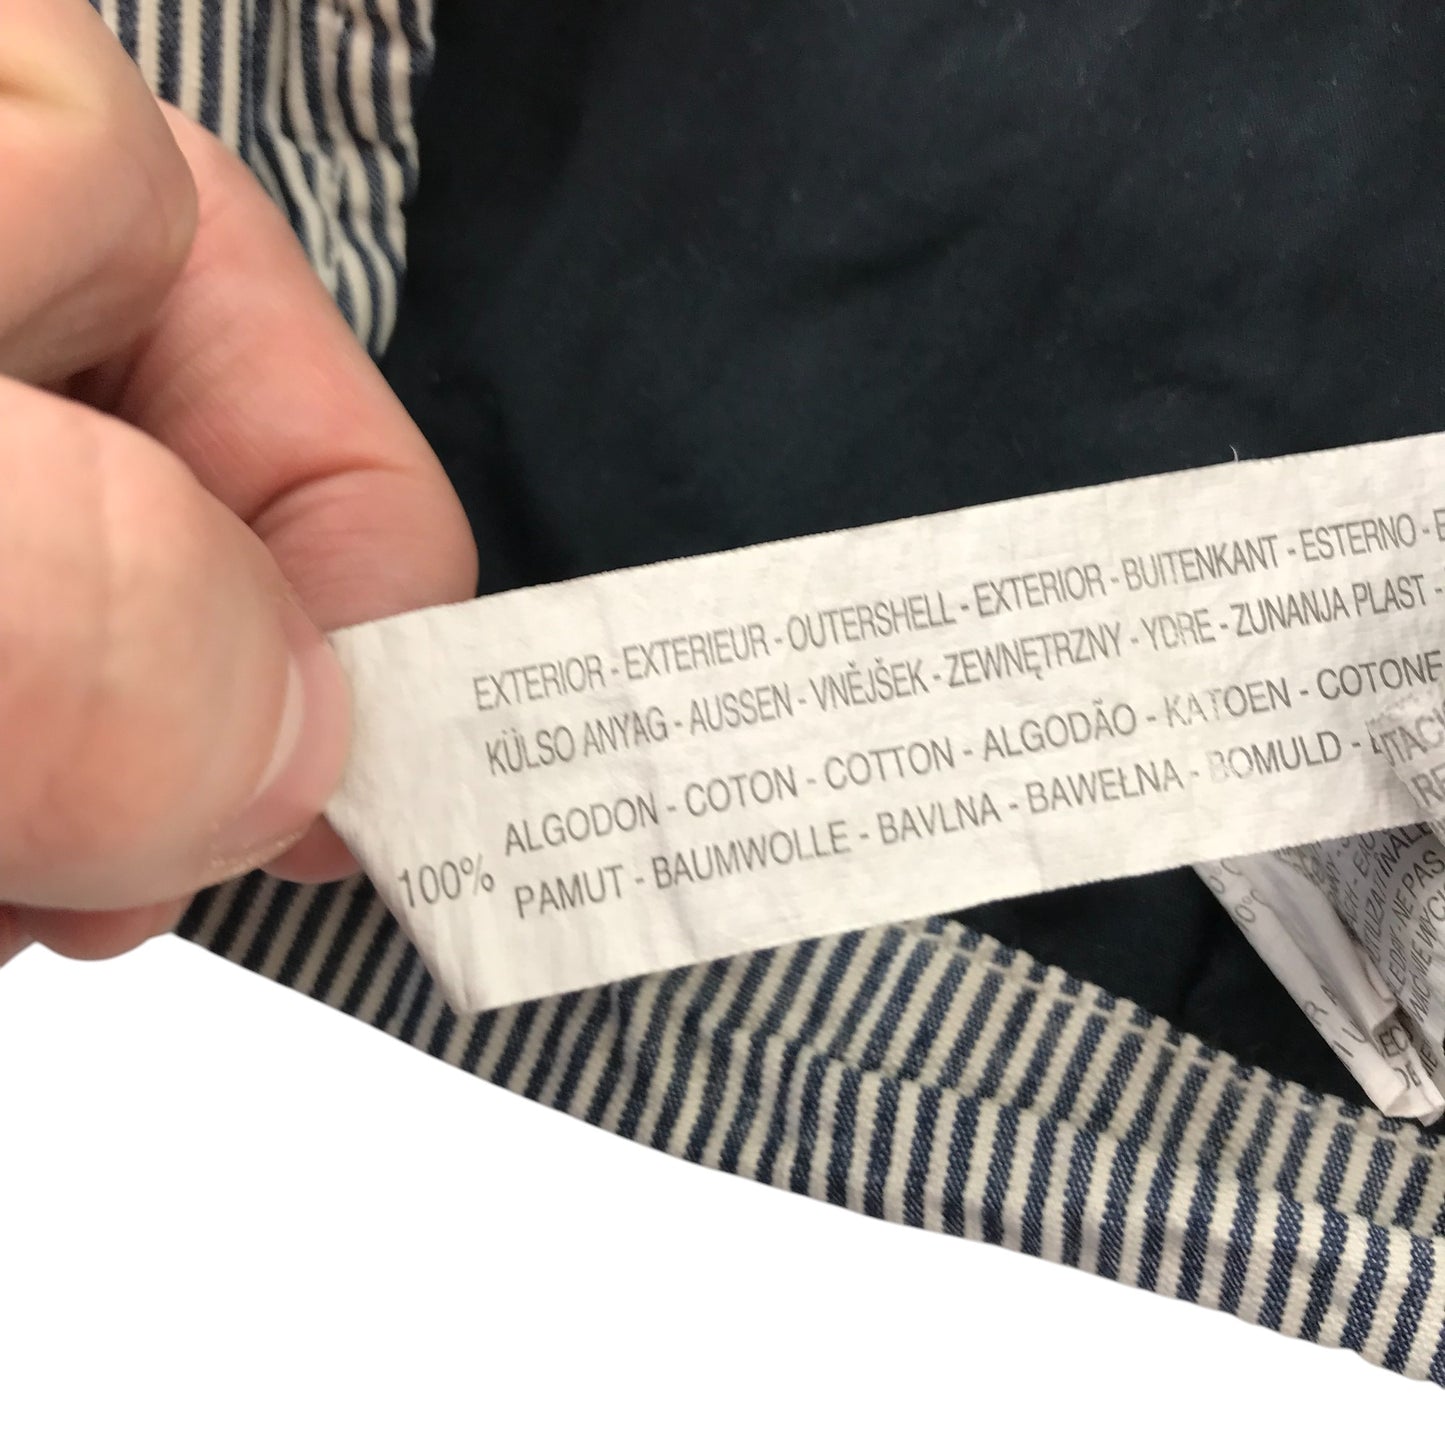 EXTERIOR - EXTERIEUR - OUTERSHELL - EXTERIOR - BUITENKANT - ESTERNO -
KÜLSO ANYAG - AUSSEN - VNĚJŠEK - ZEWNĘTRZNY - YDRE - ZUNANJA PLAST -
ALGODON - COTON - COTTON - ALGODÃO - KATOEN - COTONE
100% PAMUT - BAUMWOLLE - BAVLNA - BAWEŁNA - BOMULD -